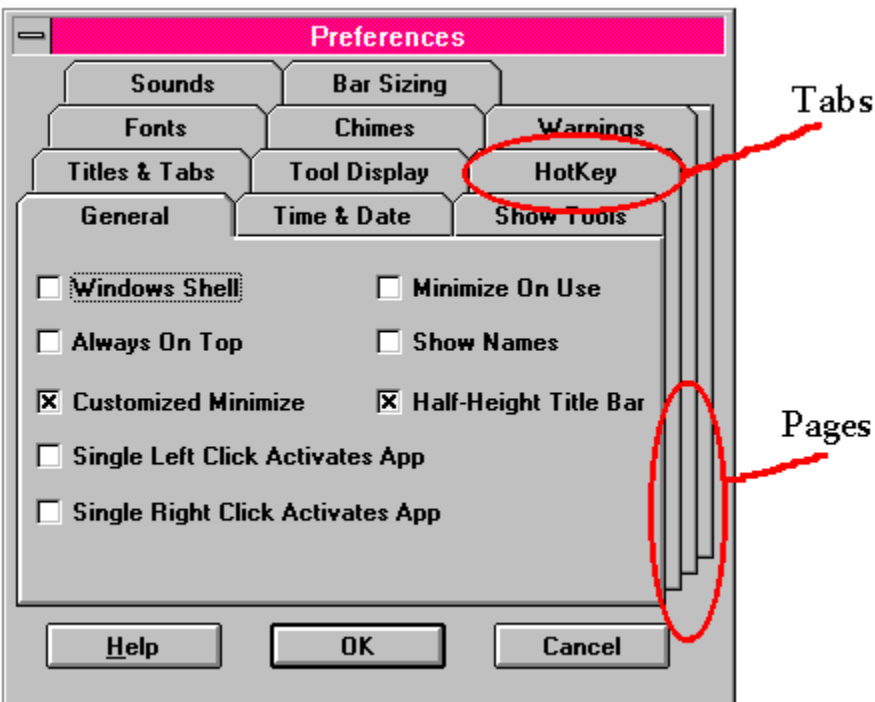 Preferences
Sounds Bar Sizing
Tabs
Fonts Chimes Warnings
Titles & Tabs Tool Display HotKey
General Time & Date Show Tools
Windows Shell Minimize On Use
Always On Top Show Names
Customized Minimize Half-Height Title Bar
Pages
Single Left Click Activates App
Single Right Click Activates App
Help OK Cancel